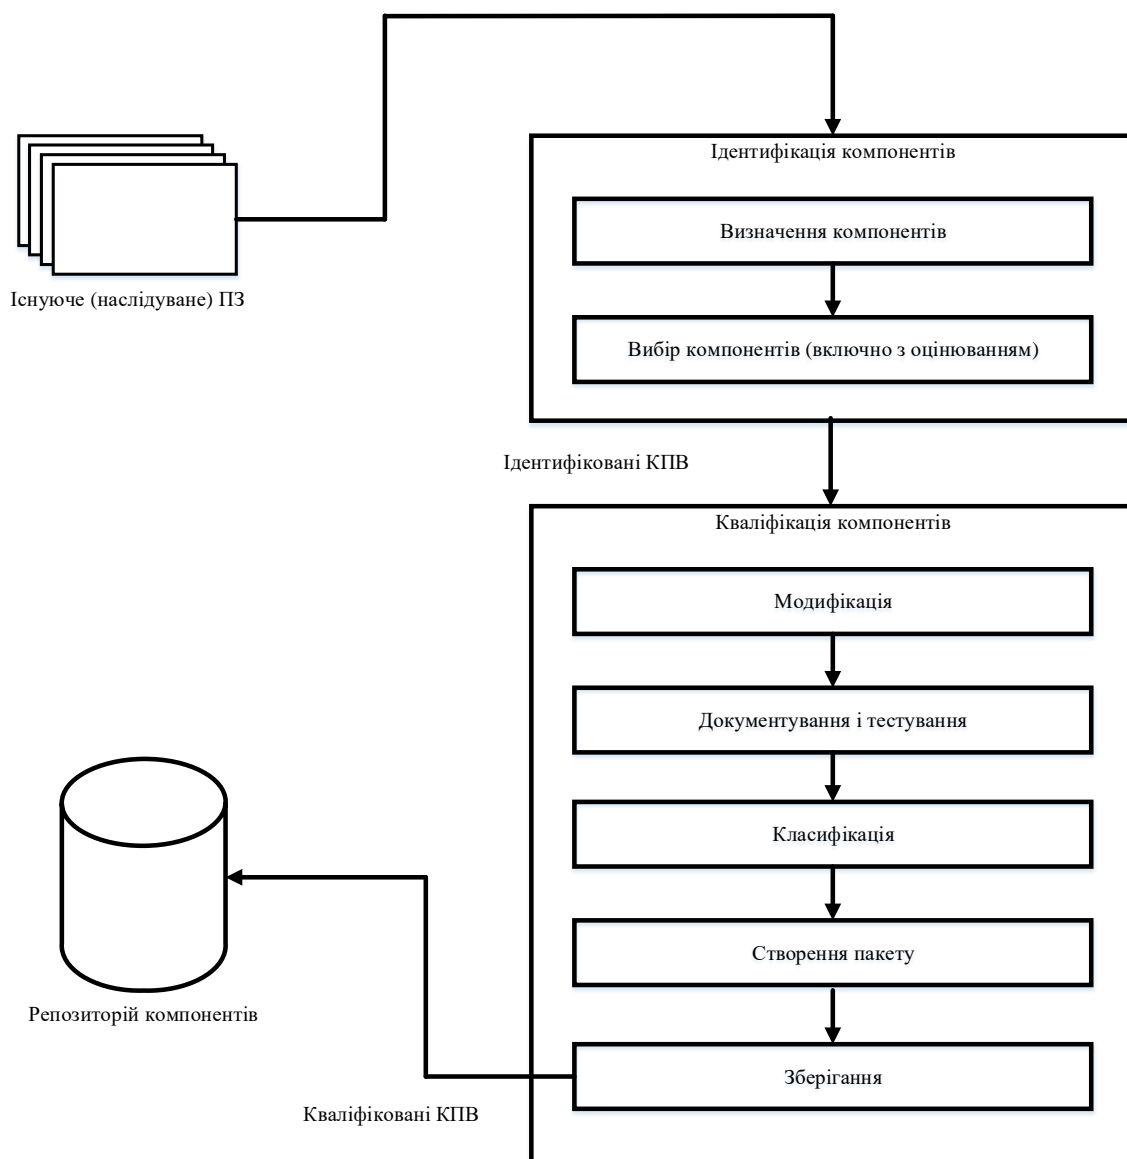 Ідентифікація компонентів
Визначення компонентів
Існуюче (наслідуване) ПЗ
Вибір компонентів (включно з оцінюванням)
Ідентифіковані КПВ
Кваліфікація компонентів
Модифікація
Документування і тестування
Класифікація
Створення пакету
Репозиторій компонентів
Зберігання
Кваліфіковані КПВ